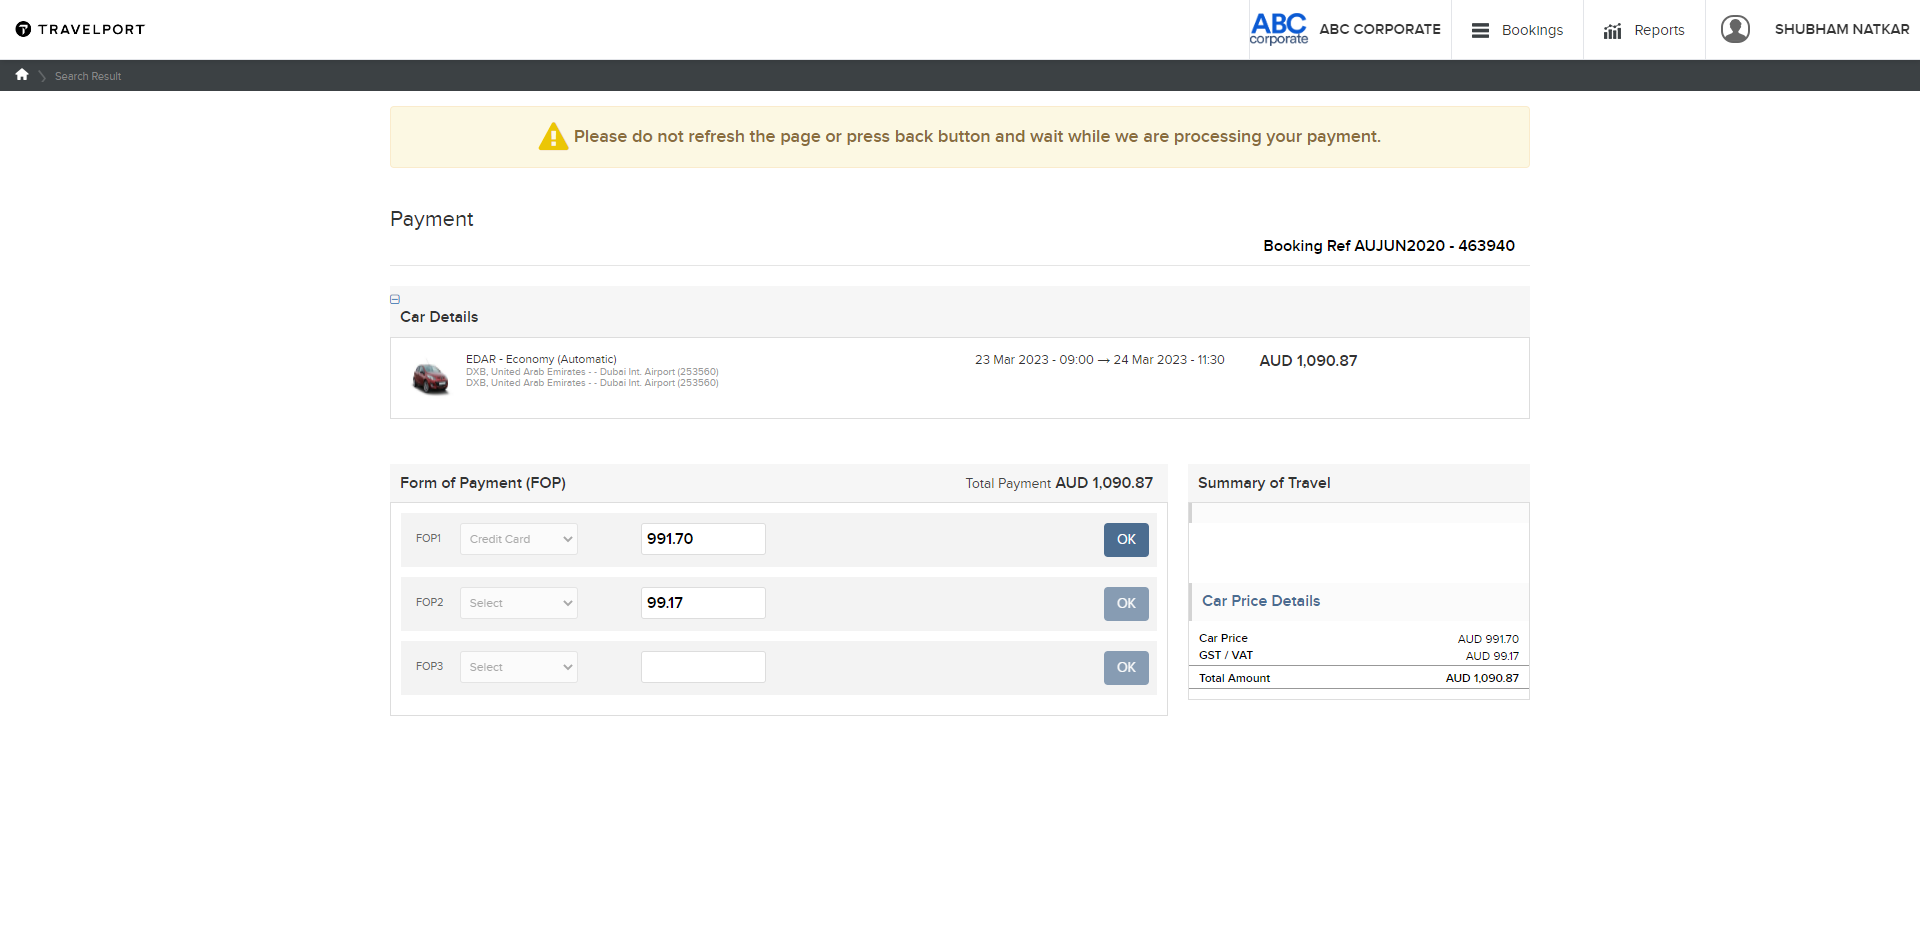 TRAVELPORT
ABC
corporate
ABC CORPORATE
Bookings
Reports
SHUBHAM NATKAR
Search Result
Please do not refresh the page or press back button and wait while we are processing your payment.
Payment
Booking Ref AUJUN2020 - 463940
Car Details
EDAR - Economy (Automatic)
DXB, United Arab Emirates - - Dubai Int. Airport (253560)
DXB, United Arab Emirates - - Dubai Int. Airport (253560)
23 Mar 2023 - 09:00 → 24 Mar 2023 - 11:30
AUD 1,090.87
Form of Payment (FOP)
Total Payment AUD 1,090.87
FOP1 Credit Card 991.70 OK
FOP2 Select 99.17 OK
FOP3 Select OK
Summary of Travel
Car Price Details
Car Price AUD 991.70
GST / VAT AUD 99.17
Total Amount AUD 1,090.87